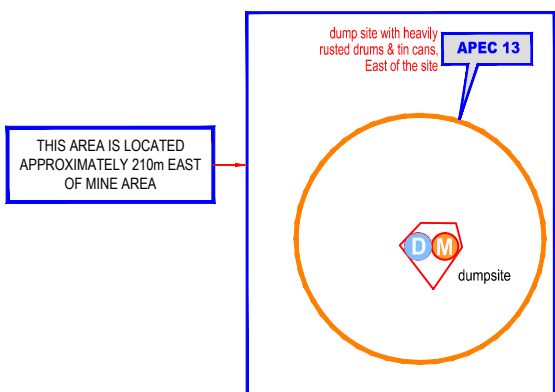 dump site with heavily
rusted drums & tin cans,
East of the site
APEC 13
THIS AREA IS LOCATED
APPROXIMATELY 210m EAST
OF MINE AREA
D M
dumpsite